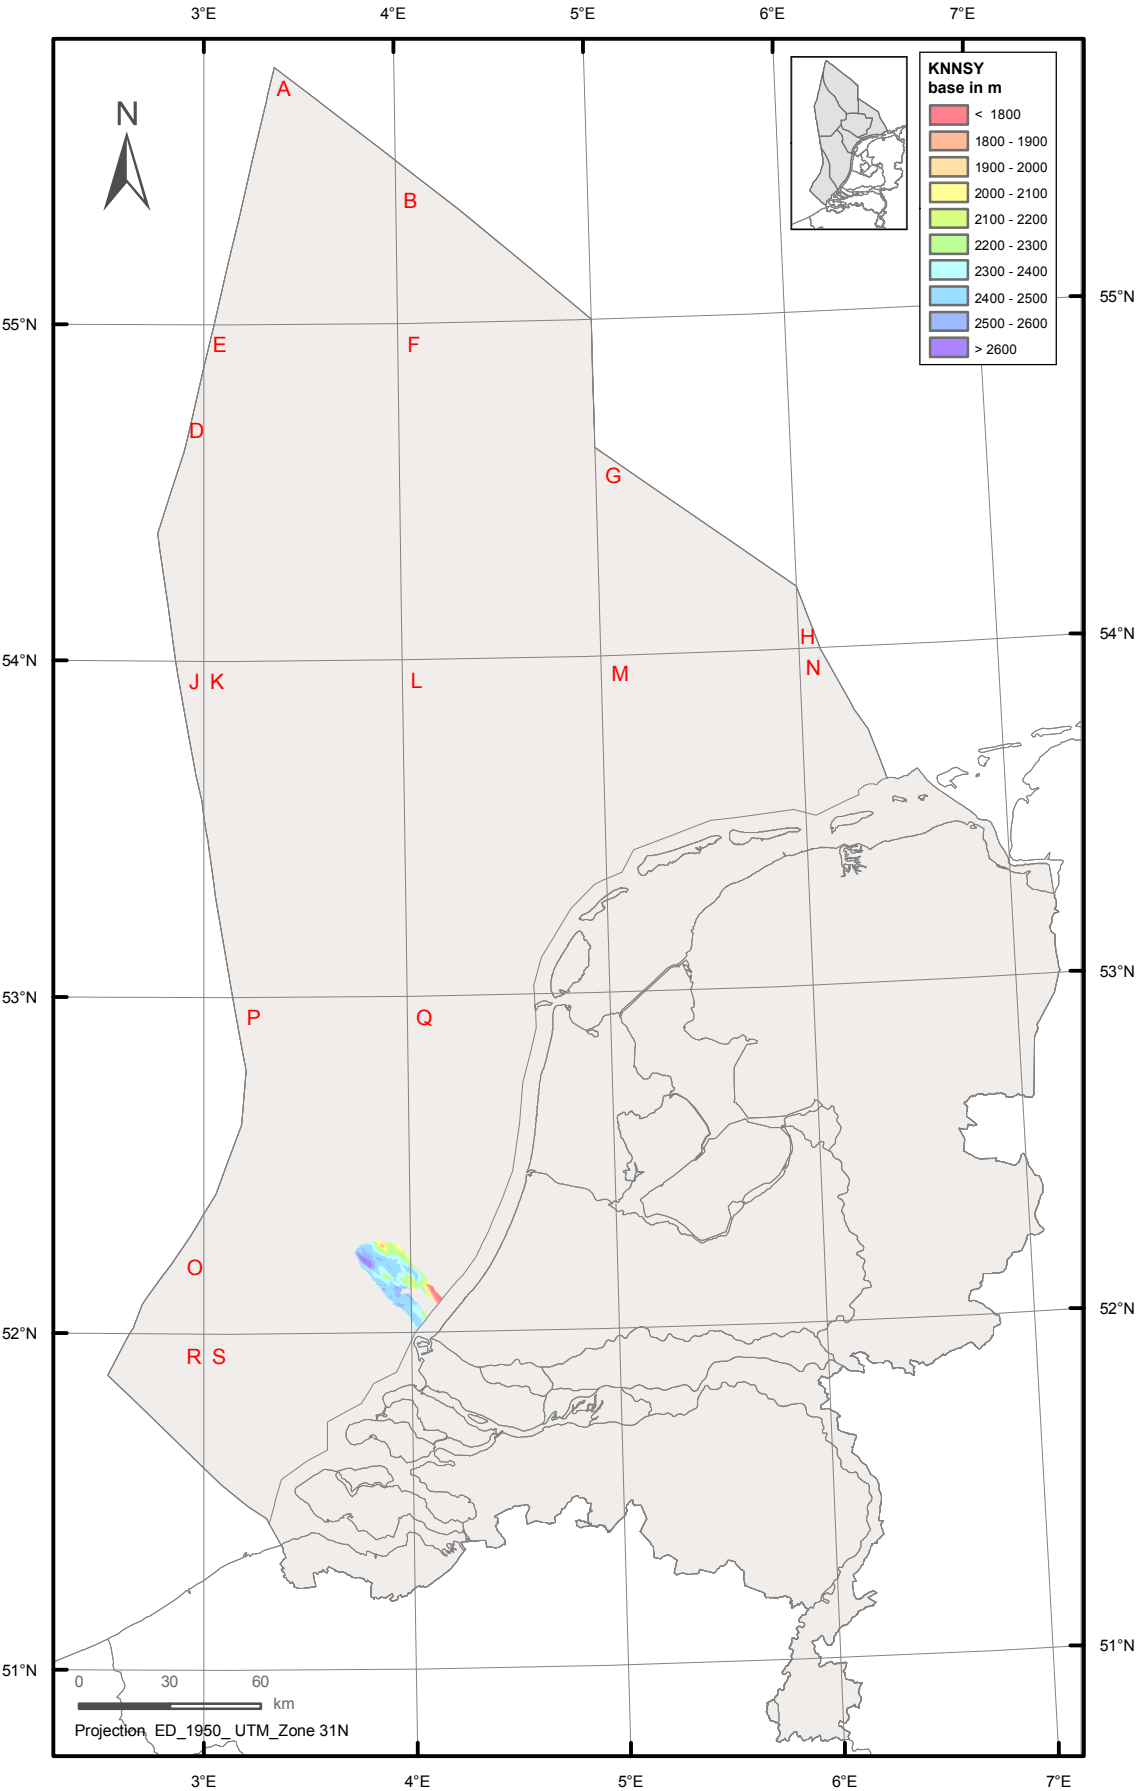 3°E 4°E 5°E 6°E 7°E
KNNSY
base in m
< 1800
1800 - 1900
1900 - 2000
2000 - 2100
2100 - 2200
2200 - 2300
2300 - 2400
2400 - 2500
2500 - 2600
> 2600
A
N
B
55°N 55°N
E F
D
G
H
54°N 54°N
J K L M N
53°N 53°N
P Q
O
52°N 52°N
R S
51°N 51°N
0 30 60
km
Projection ED_1950_ UTM_Zone 31N
3°E 4°E 5°E 6°E 7°E